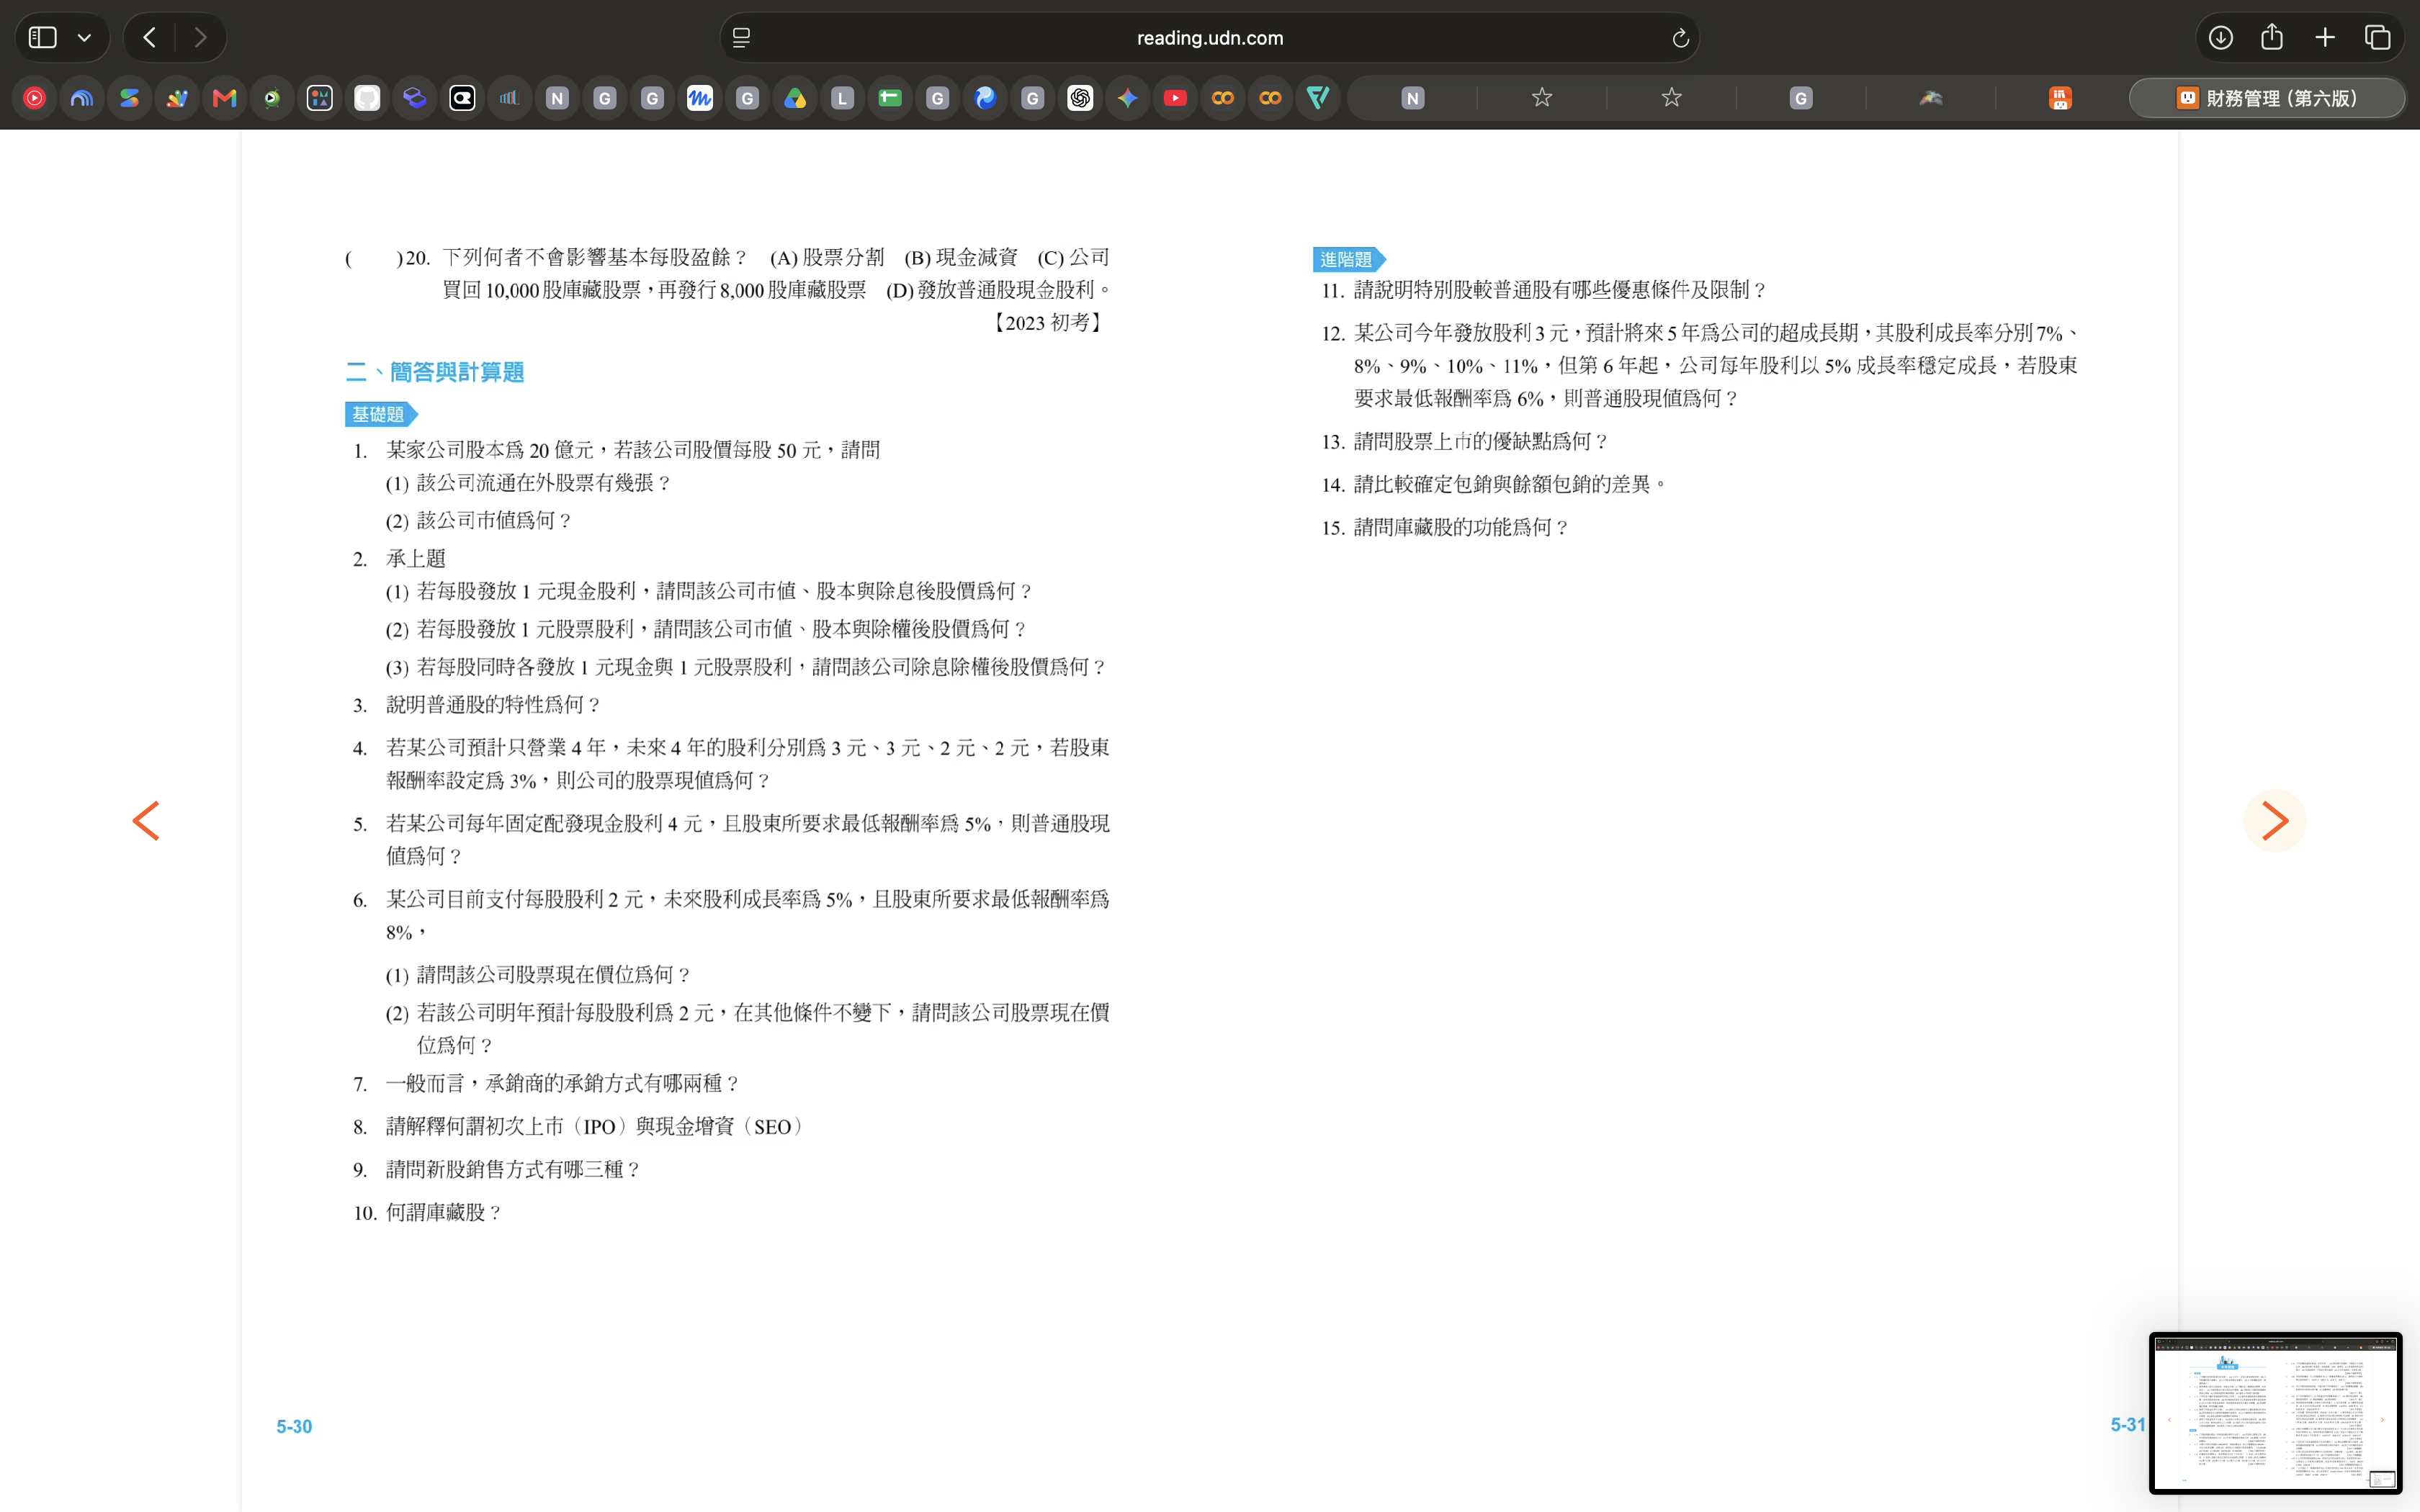 reading.udn.com
財務管理 (第六版)
(　　)20. 下列何者不會影響基本每股盈餘？ (A) 股票分割 (B) 現金減資 (C) 公司
買回 10,000 股庫藏股票，再發行 8,000 股庫藏股票 (D) 發放普通股現金股利。
【2023 初考】
二、簡答與計算題
基礎題
1. 某家公司股本為 20 億元，若該公司股價每股 50 元，請問
(1) 該公司流通在外股票有幾張？
(2) 該公司市值為何？
2. 承上題
(1) 若每股發放 1 元現金股利，請問該公司市值、股本與除息後股價為何？
(2) 若每股發放 1 元股票股利，請問該公司市值、股本與除權後股價為何？
(3) 若每股同時各發放 1 元現金與 1 元股票股利，請問該公司除息除權後股價為何？
3. 說明普通股的特性為何？
4. 若某公司預計只營業 4 年，未來 4 年的股利分別為 3 元、3 元、2 元、2 元，若股東
報酬率設定為 3%，則公司的股票現值為何？
5. 若某公司每年固定配發現金股利 4 元，且股東所要求最低報酬率為 5%，則普通股現
值為何？
6. 某公司目前支付每股股利 2 元，未來股利成長率為 5%，且股東所要求最低報酬率為
8%，
(1) 請問該公司股票現在價位為何？
(2) 若該公司明年預計每股股利為 2 元，在其他條件不變下，請問該公司股票現在價
位為何？
7. 一般而言，承銷商的承銷方式有哪兩種？
8. 請解釋何謂初次上市（IPO）與現金增資（SEO）
9. 請問新股銷售方式有哪三種？
10. 何謂庫藏股？
5-30
進階題
11. 請說明特別股較普通股有哪些優惠條件及限制？
12. 某公司今年發放股利 3 元，預計將來 5 年為公司的超成長期，其股利成長率分別 7%、
8%、9%、10%、11%，但第 6 年起，公司每年股利以 5% 成長率穩定成長，若股東
要求最低報酬率為 6%，則普通股現值為何？
13. 請問股票上市的優缺點為何？
14. 請比較確定包銷與餘額包銷的差異。
15. 請問庫藏股的功能為何？
5-31